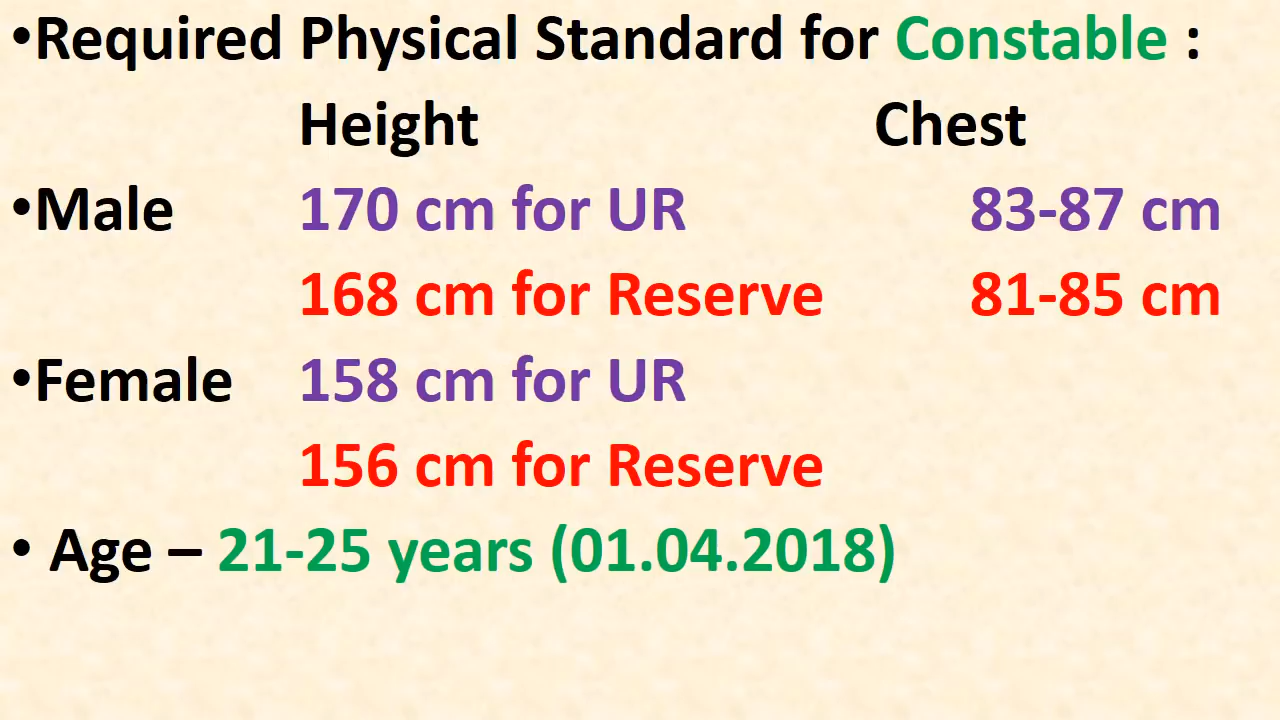 •Required Physical Standard for Constable :
Height Chest
•Male 170 cm for UR 83-87 cm
168 cm for Reserve 81-85 cm
•Female 158 cm for UR
156 cm for Reserve
• Age – 21-25 years (01.04.2018)